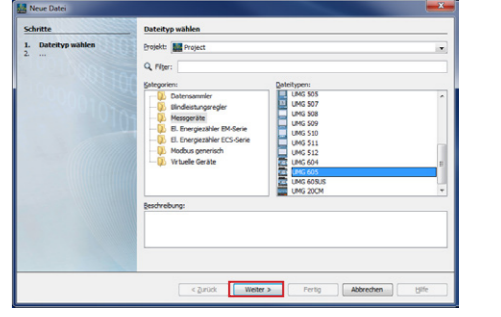 Neue Datei
Schritte
1. Dateityp wählen
2. ...
Dateityp wählen
Projekt: Project
Filter:
Kategorien:
Datensammler
Blindleistungsregler
Messgeräte
El. Energiezähler EM-Serie
El. Energiezähler ECS-Serie
Modbus generisch
Virtuelle Geräte
Dateitypen:
UMG 505
UMG 507
UMG 508
UMG 509
UMG 510
UMG 511
UMG 512
UMG 604
UMG 605
UMG 605US
UMG 20CM
Beschreibung:
< Zurück Weiter > Fertig Abbrechen Hilfe